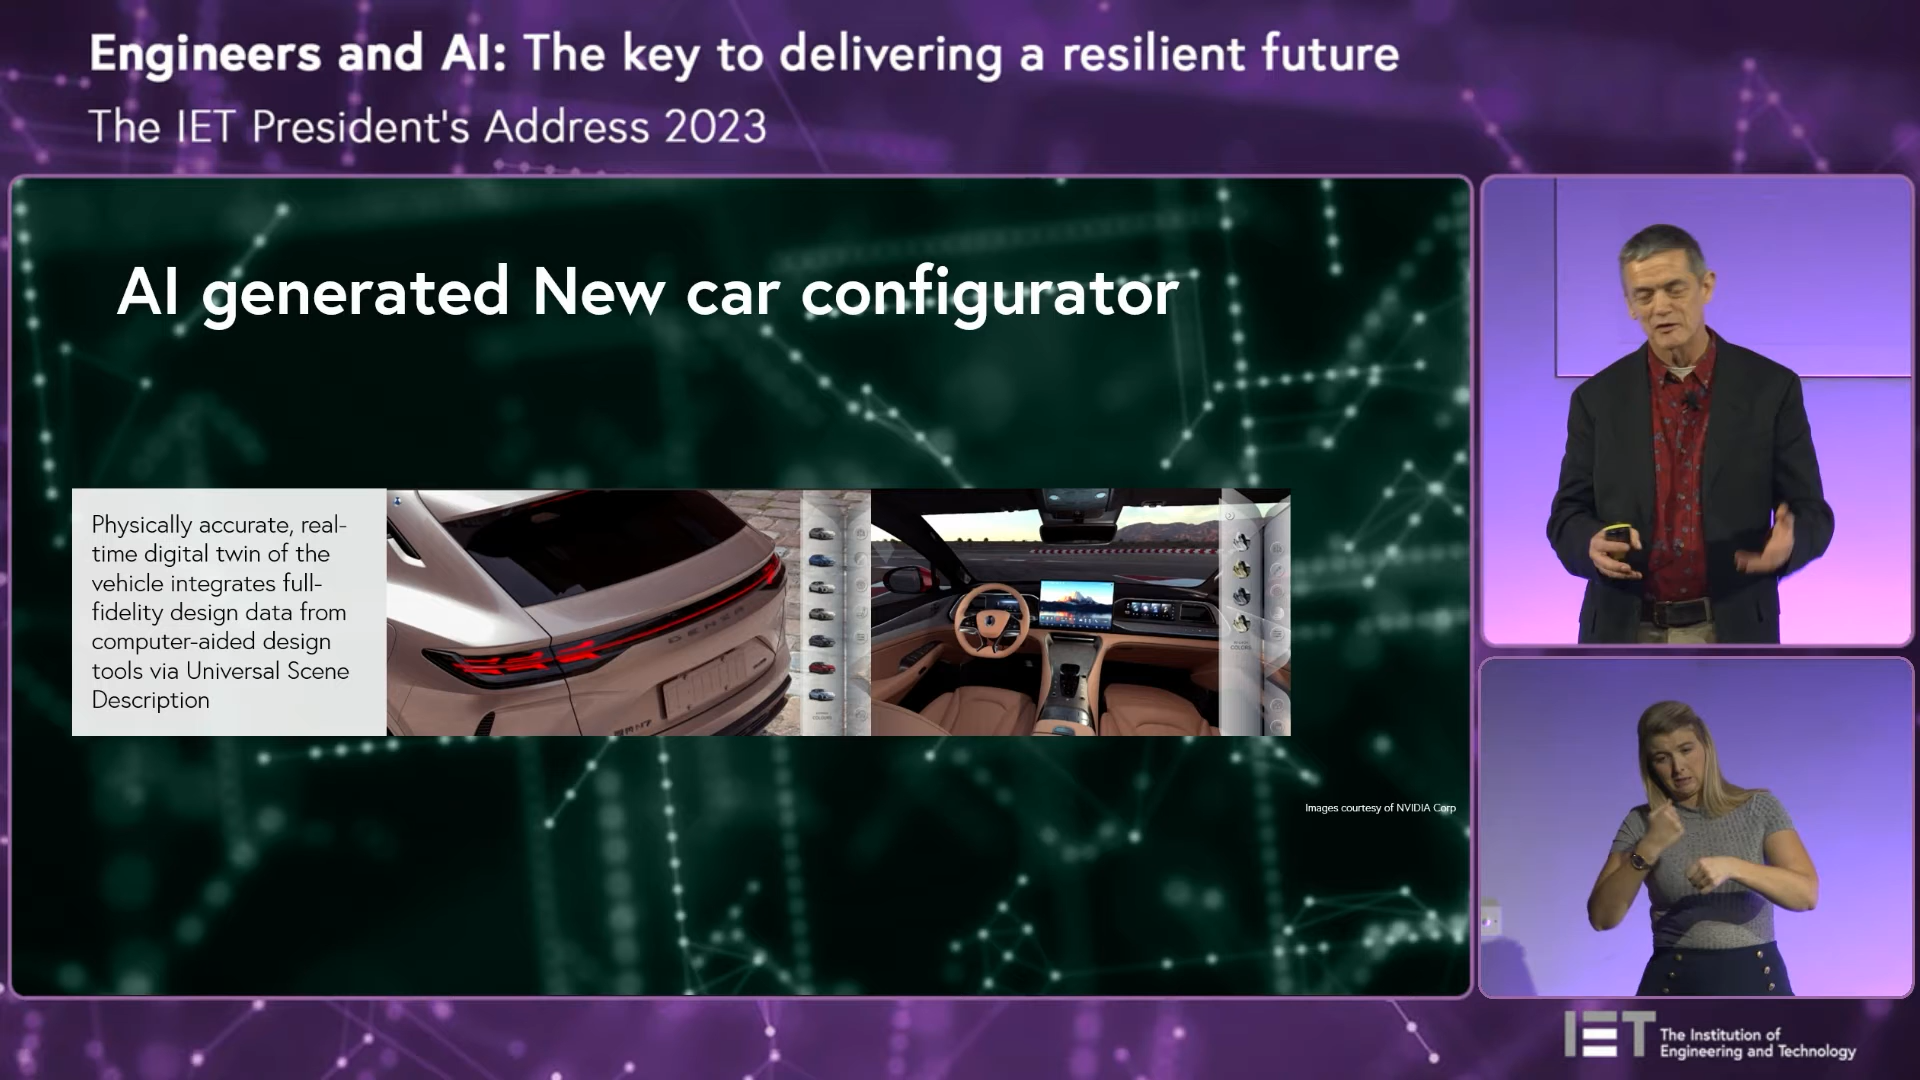 Engineers and AI: The key to delivering a resilient future
The IET President's Address 2023
AI generated New car configurator
Physically accurate, real-
time digital twin of the
vehicle integrates full-
fidelity design data from
computer-aided design
tools via Universal Scene
Description
DENZA
Images courtesy of NVIDIA Corp
IET
The Institution of
Engineering and Technology